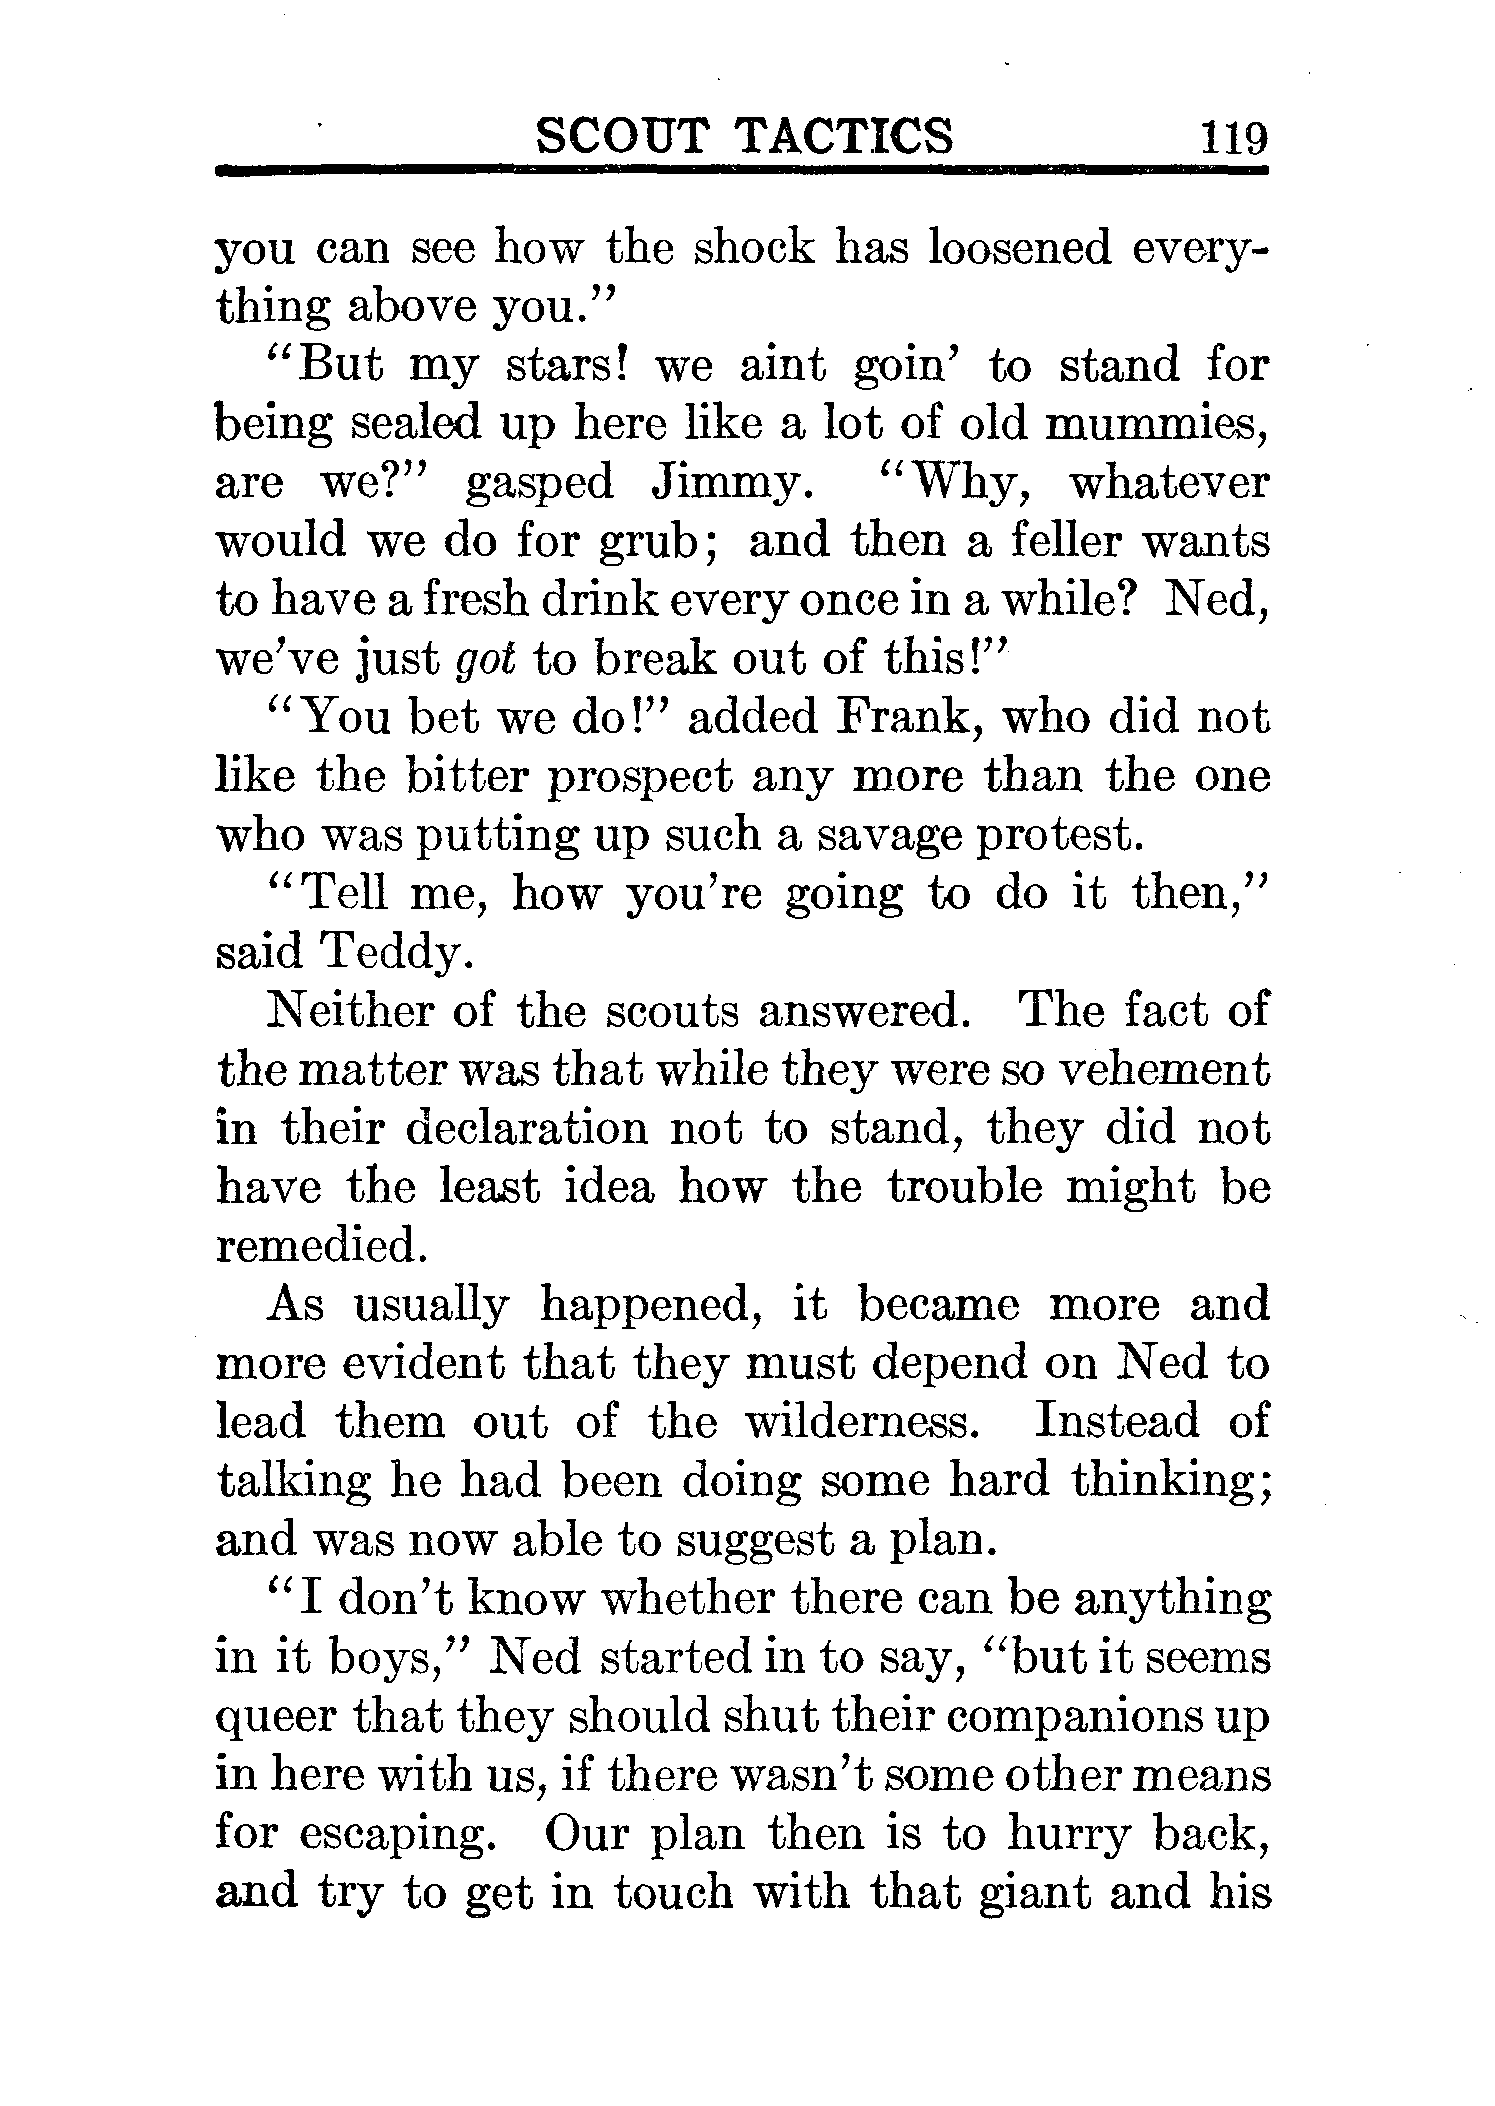 SCOUT TACTICS 119
you can see how the shock has loosened every-
thing above you."
"But my stars! we aint goin' to stand for
being sealed up here like a lot of old mummies,
are we?" gasped Jimmy. "Why, whatever
would we do for grub; and then a feller wants
to have a fresh drink every once in a while? Ned,
we've just got to break out of this!"
"You bet we do!" added Frank, who did not
like the bitter prospect any more than the one
who was putting up such a savage protest.
"Tell me, how you're going to do it then,"
said Teddy.
Neither of the scouts answered. The fact of
the matter was that while they were so vehement
in their declaration not to stand, they did not
have the least idea how the trouble might be
remedied.
As usually happened, it became more and
more evident that they must depend on Ned to
lead them out of the wilderness. Instead of
talking he had been doing some hard thinking;
and was now able to suggest a plan.
"I don't know whether there can be anything
in it boys," Ned started in to say, "but it seems
queer that they should shut their companions up
in here with us, if there wasn't some other means
for escaping. Our plan then is to hurry back,
and try to get in touch with that giant and his